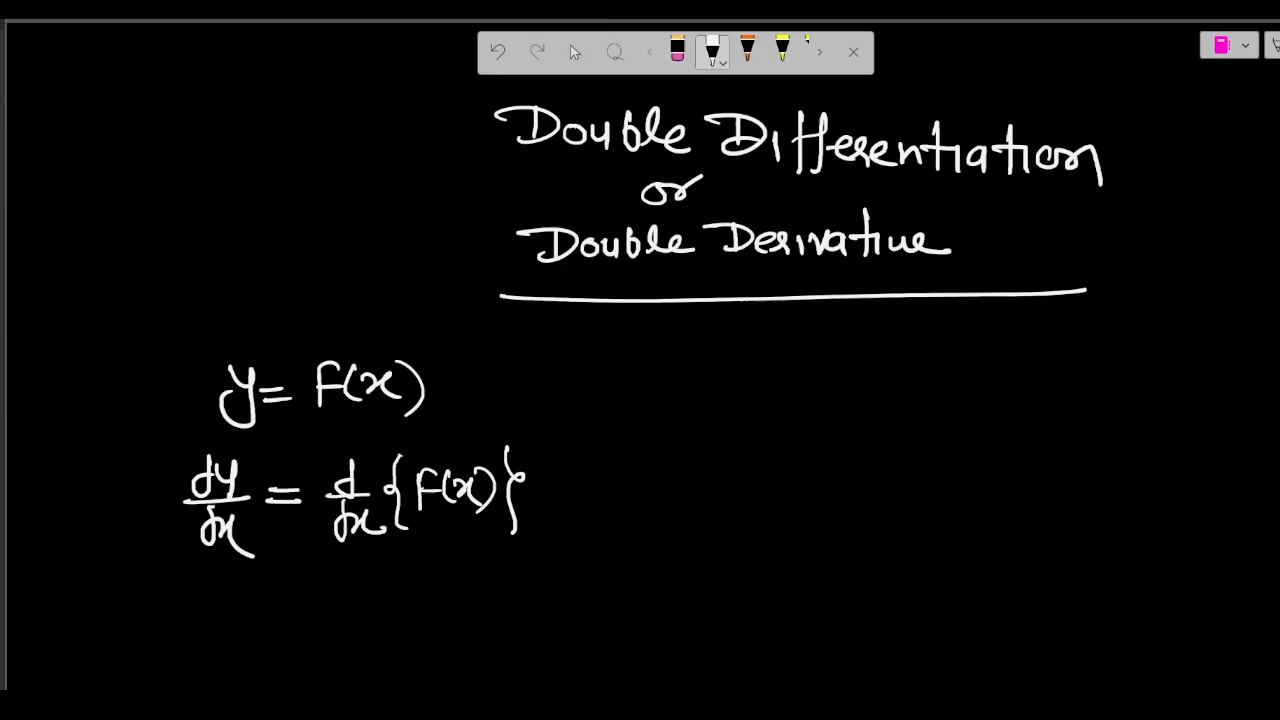 Double Differentiation
or
Double Derivative
y = F(x)
dy/dx = d/dx {F(x)}